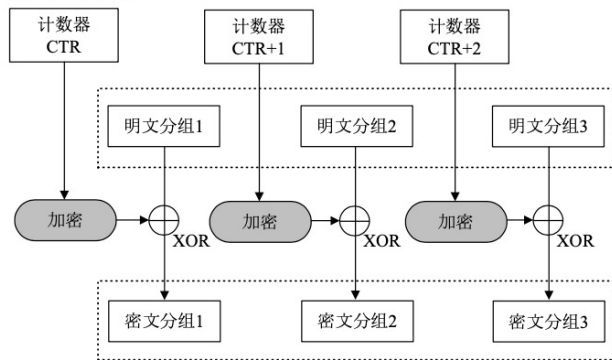 计数器
CTR
计数器
CTR+1
计数器
CTR+2
明文分组1
明文分组2
明文分组3
加密
加密
加密
XOR
XOR
XOR
密文分组1
密文分组2
密文分组3